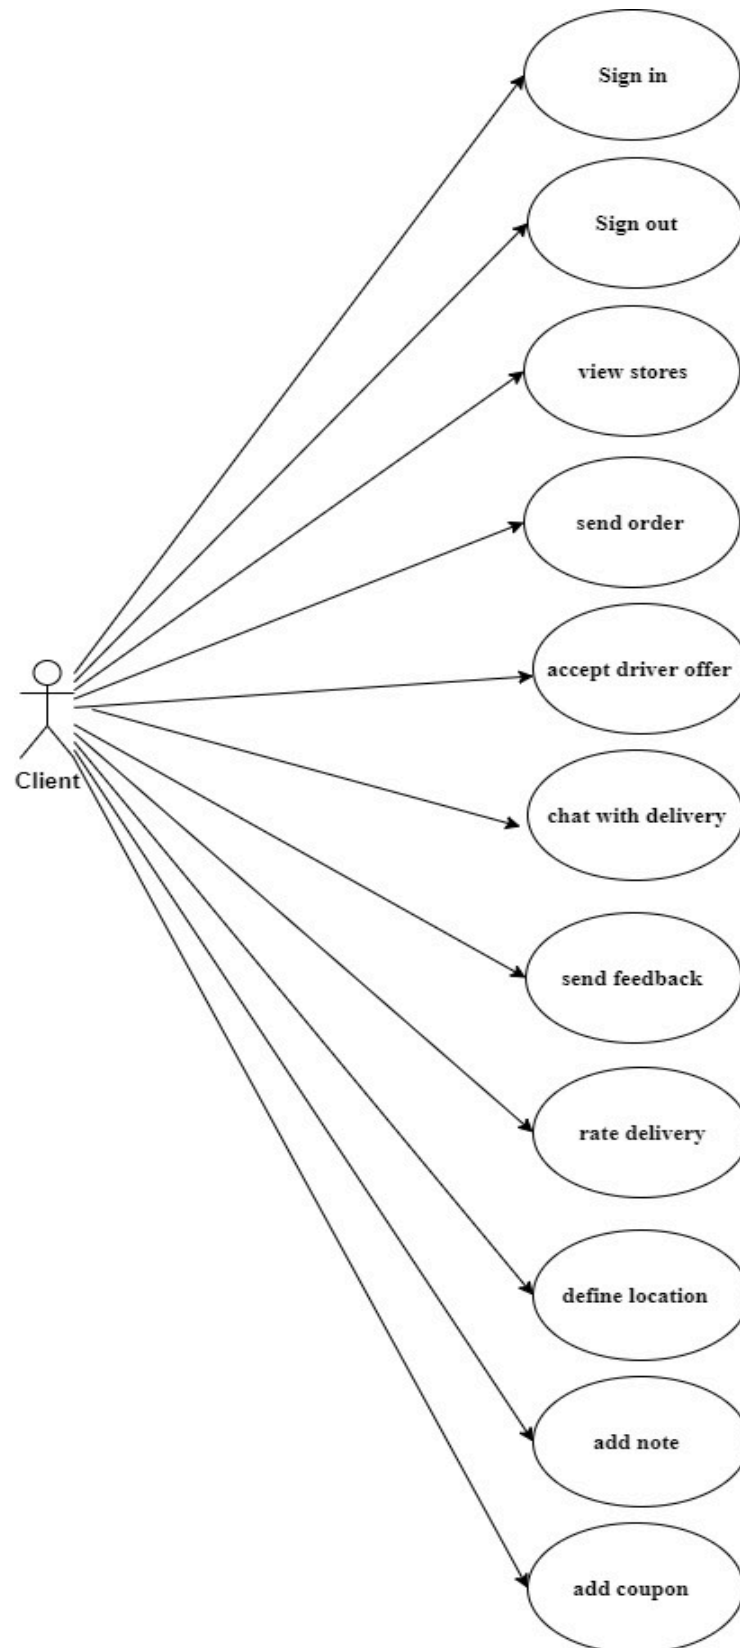 Sign in
Sign out
view stores
send order
accept driver offer
Client
chat with delivery
send feedback
rate delivery
define location
add note
add coupon